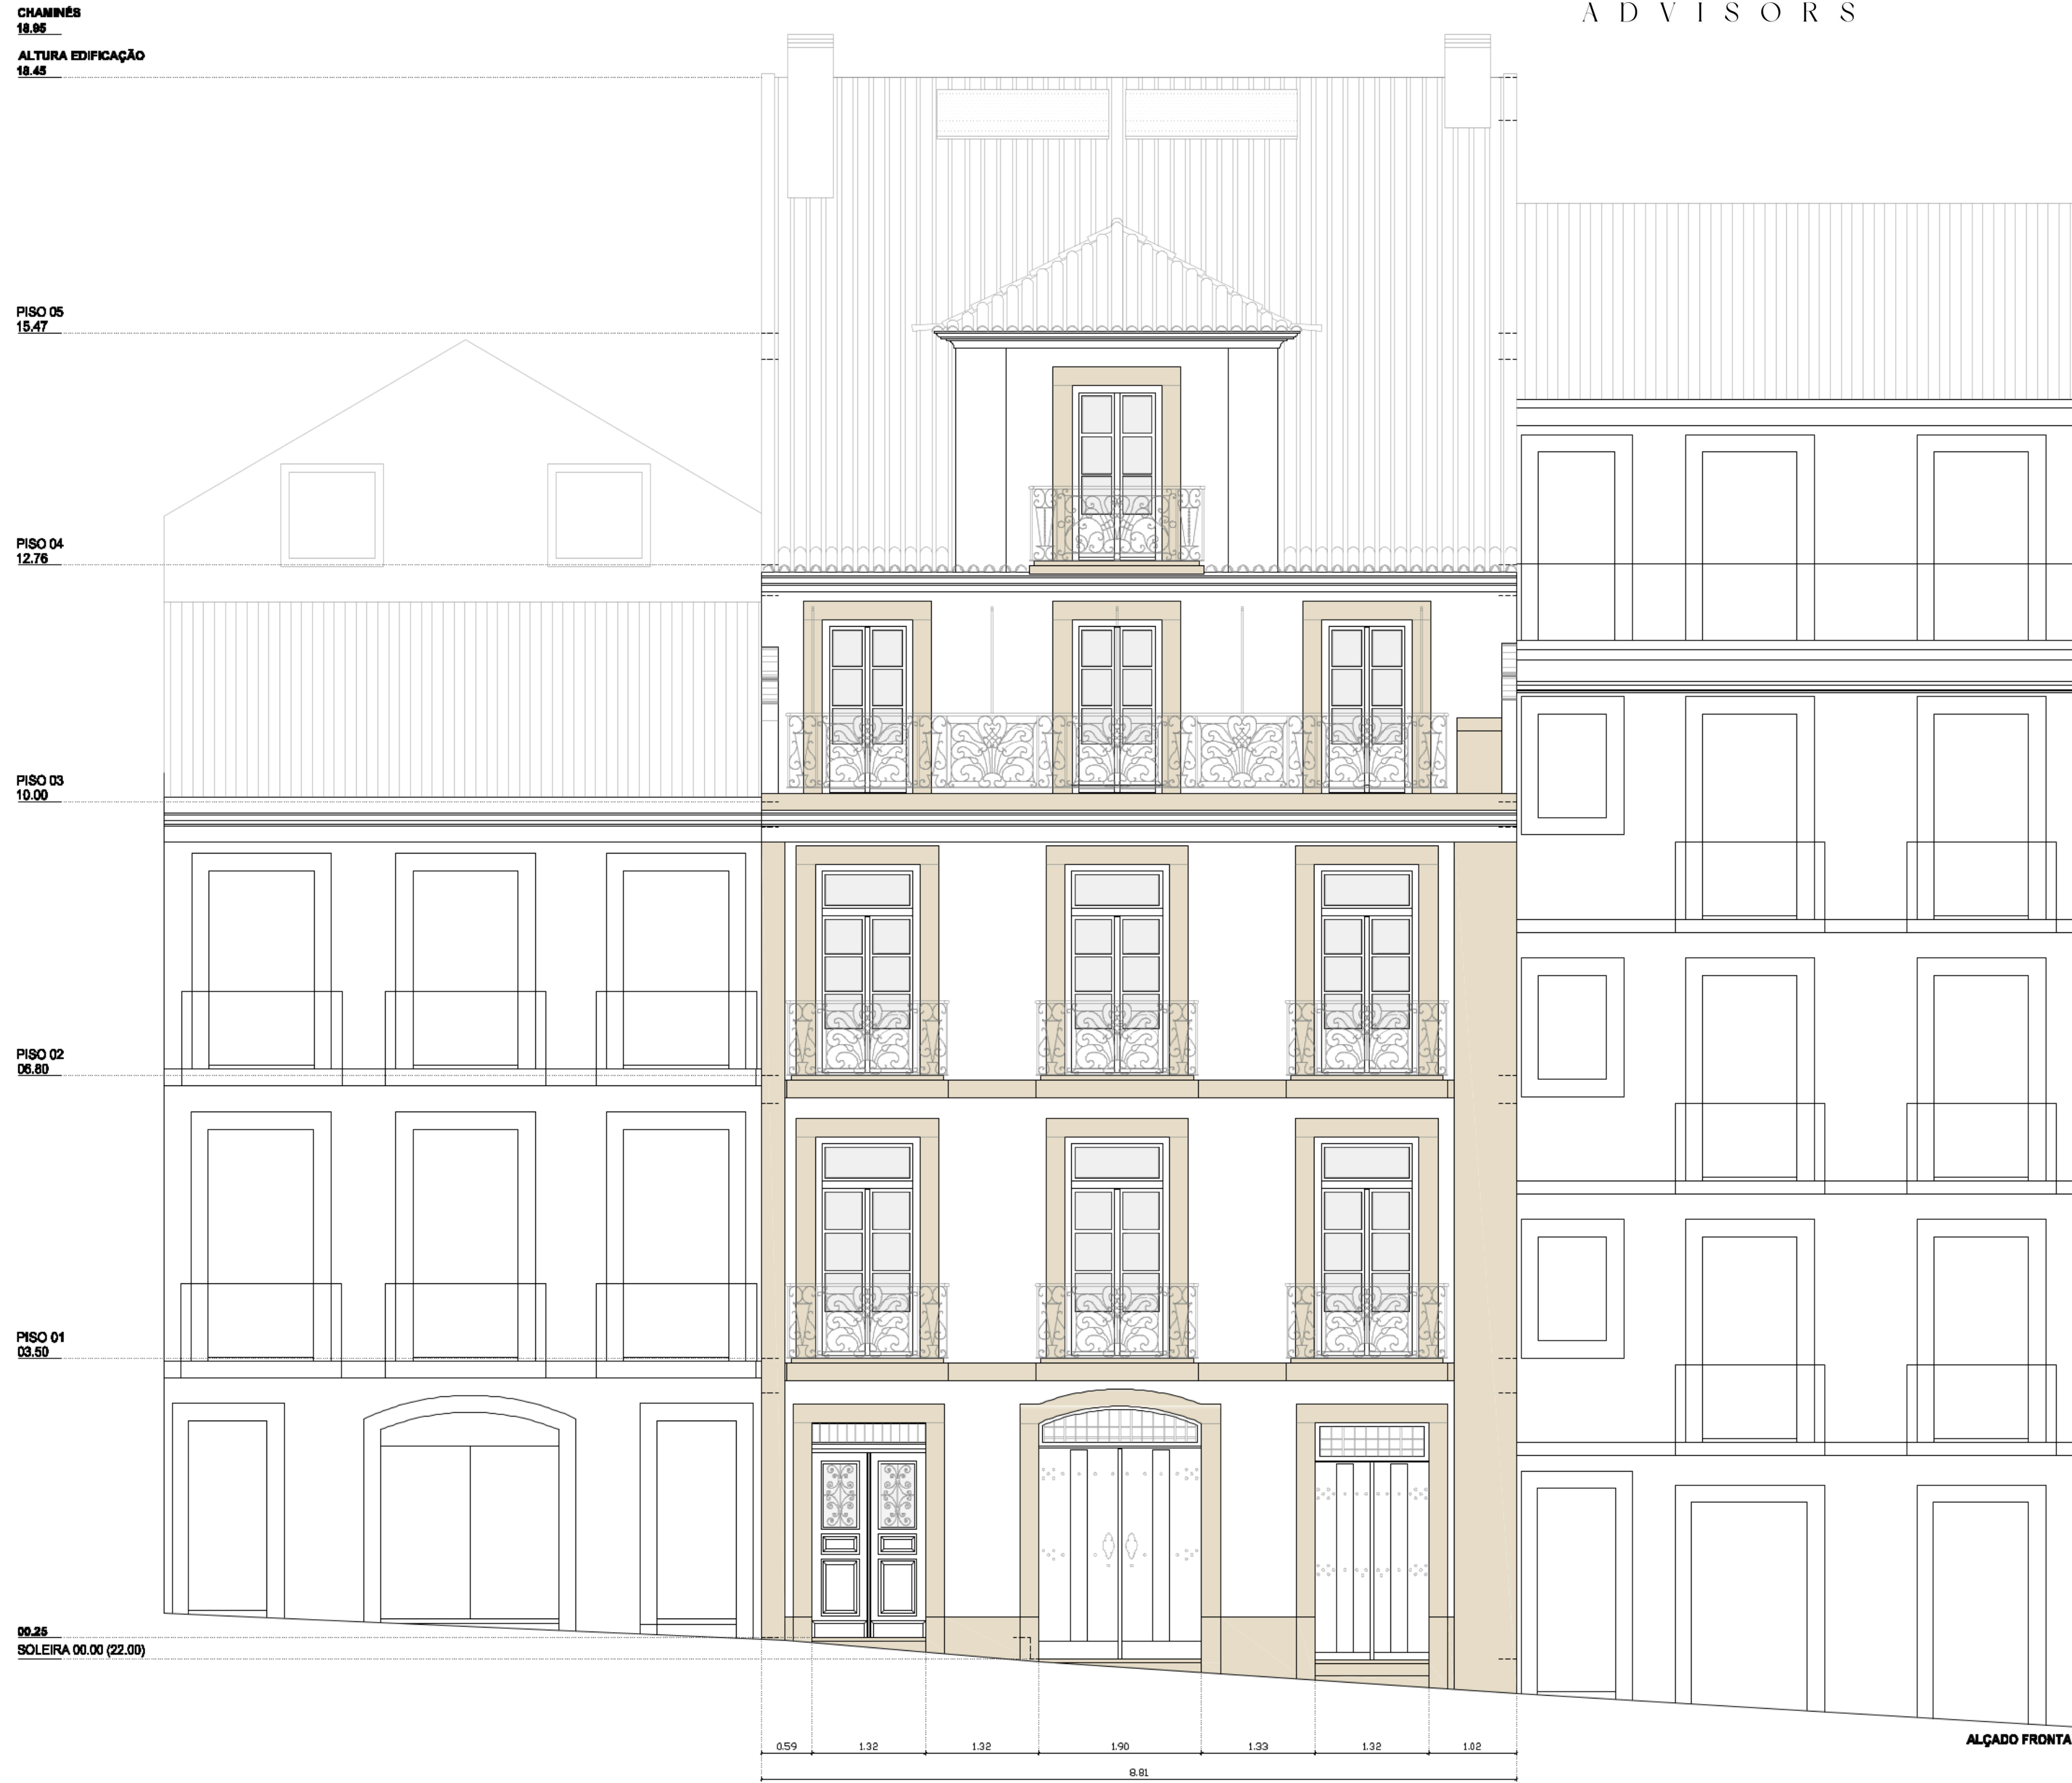 ADVISORS
CHAMINÉS
18.95
ALTURA EDIFICAÇÃO
18.45
PISO 05
15.47
PISO 04
12.76
PISO 03
10.00
PISO 02
06.80
PISO 01
03.50
00.25
SOLEIRA 00.00 (22.00)
ALÇADO FRONTA
0.59 1.32 1.32 1.90 1.33 1.32 1.02
8.81